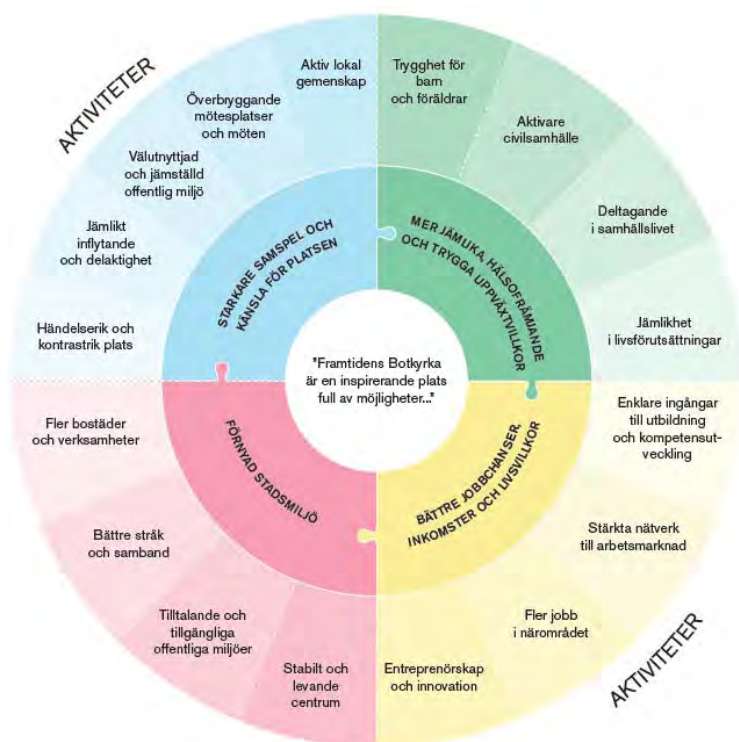 AKTIVITETER
Aktiv lokal
gemenskap
Överbryggande
mötesplatser
och möten
Välutnyttjad
och jämställd
offentlig miljö
Jämlikt
inflytande
och delaktighet
Händelserik och
kontrastrik plats
Trygghet för
barn
och föräldrar
Aktivare
civilsamhälle
Deltagande
i samhällslivet
Jämlikhet
i livsförutsättningar
STARKARE SAMSPEL OCH
KÄNSLA FÖR PLATSEN
MER JÄMLIKA, HÄLSOFRÄMJANDE
OCH TRYGGA UPPVÄXTVILLKOR
"Framtidens Botkyrka
är en inspirerande plats
full av möjligheter..."
FÖRNYAD STADSMILJÖ
BÄTTRE JOBBCHANSER,
INKOMSTER OCH LIVSVILLKOR
Fler bostäder
och verksamheter
Bättre stråk
och samband
Tilltalande och
tillgängliga
offentliga miljöer
Stabilt och
levande
centrum
Enklare ingångar
till utbildning
och kompetensut-
veckling
Stärkta nätverk
till arbetsmarknad
Fler jobb
i närområdet
Entreprenörskap
och innovation
AKTIVITETER